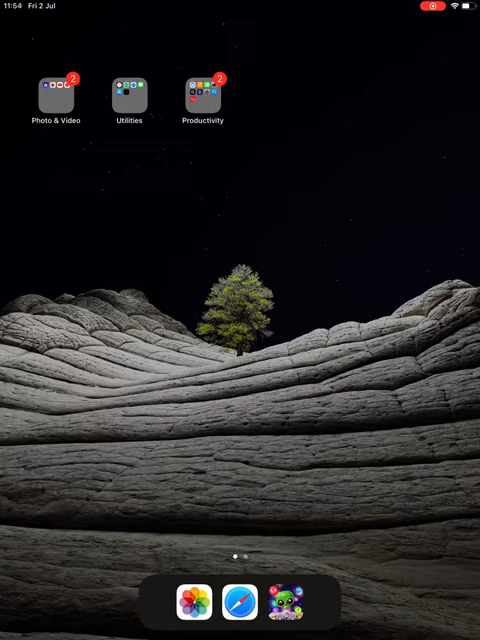 11:54 Fri 2 Jul
2
2
Photo & Video
Utilities
Productivity